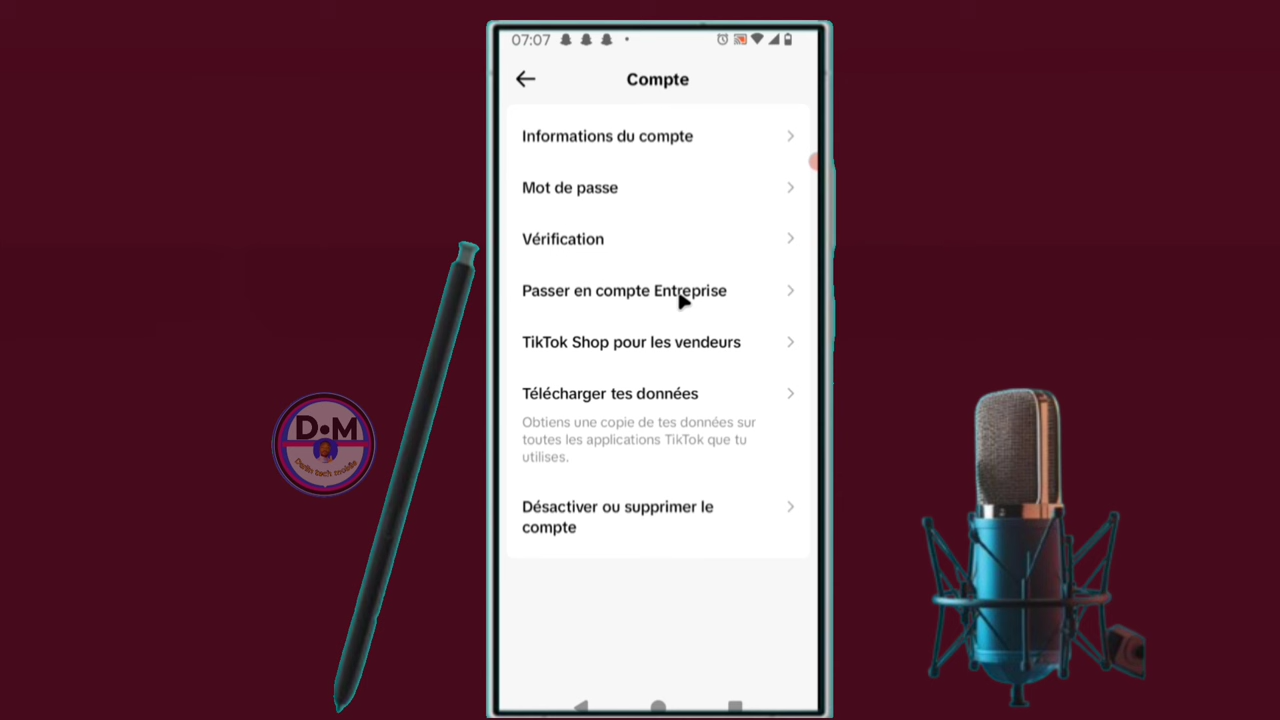 07:07
Compte
Informations du compte
Mot de passe
Vérification
Passer en compte Entreprise
TikTok Shop pour les vendeurs
Télécharger tes données
Obtiens une copie de tes données sur
toutes les applications TikTok que tu
utilises.
Désactiver ou supprimer le
compte
D•M